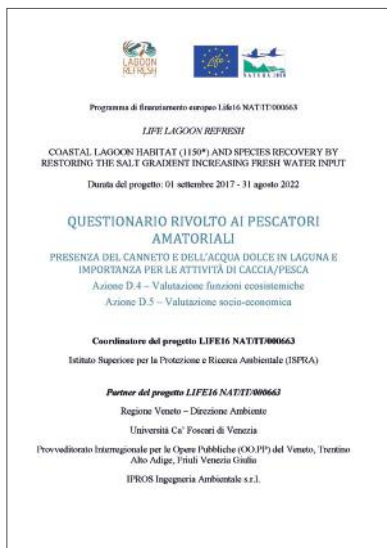 LAGOON
REFRESH
Life
NATURA 2000
Programma di finanziamento europeo Life16 NAT/IT/000663
LIFE LAGOON REFRESH
COASTAL LAGOON HABITAT (1150*) AND SPECIES RECOVERY BY
RESTORING THE SALT GRADIENT INCREASING FRESH WATER INPUT
Durata del progetto: 01 settembre 2017 - 31 agosto 2022
QUESTIONARIO RIVOLTO AI PESCATORI
AMATORIALI
PRESENZA DEL CANNETO E DELL'ACQUA DOLCE IN LAGUNA E
IMPORTANZA PER LE ATTIVITÀ DI CACCIA/PESCA
Azione D.4 – Valutazione funzioni ecosistemiche
Azione D.5 – Valutazione socio-economica
Coordinatore del progetto LIFE16 NAT/IT/000663
Istituto Superiore per la Protezione e Ricerca Ambientale (ISPRA)
Partner del progetto LIFE16 NAT/IT/000663
Regione Veneto – Direzione Ambiente
Università Ca' Foscari di Venezia
Provveditorato Interregionale per le Opere Pubbliche (OO.PP) del Veneto, Trentino
Alto Adige, Friuli Venezia Giulia
IPROS Ingegneria Ambientale s.r.l.